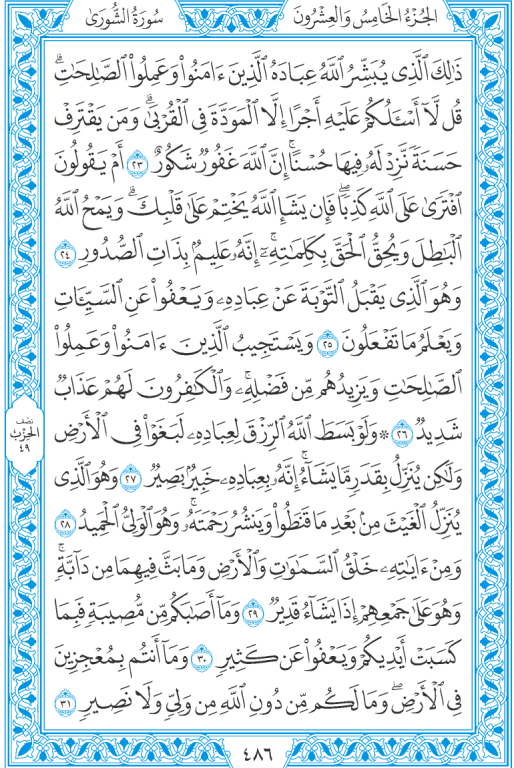 الجُزْءُ الخَامِسُ وَالعِشْرُونَ
سُورَةُ الشُّورَىٰ
ذَٰلِكَ ٱلَّذِى يُبَشِّرُ ٱللَّهُ عِبَادَهُ ٱلَّذِينَ ءَامَنُوا۟ وَعَمِلُوا۟ ٱلصَّٰلِحَٰتِۗ
قُل لَّآ أَسْـَٔلُكُمْ عَلَيْهِ أَجْرًا إِلَّا ٱلْمَوَدَّةَ فِى ٱلْقُرْبَىٰۗ وَمَن يَقْتَرِفْ
حَسَنَةً نَّزِدْ لَهُۥ فِيهَا حُسْنًاۚ إِنَّ ٱللَّهَ غَفُورٌ شَكُورٌ ٢٣ أَمْ يَقُولُونَ
ٱفْتَرَىٰ عَلَى ٱللَّهِ كَذِبًاۖ فَإِن يَشَإِ ٱللَّهُ يَخْتِمْ عَلَىٰ قَلْبِكَۗ وَيَمْحُ ٱللَّهُ
ٱلْبَٰطِلَ وَيُحِقُّ ٱلْحَقَّ بِكَلِمَٰتِهِۦٓۚ إِنَّهُۥ عَلِيمٌۢ بِذَاتِ ٱلصُّدُورِ ٢٤
وَهُوَ ٱلَّذِى يَقْبَلُ ٱلتَّوْبَةَ عَنْ عِبَادِهِۦ وَيَعْفُوا۟ عَنِ ٱلسَّيِّـَٔاتِ
وَيَعْلَمُ مَا تَفْعَلُونَ ٢٥ وَيَسْتَجِيبُ ٱلَّذِينَ ءَامَنُوا۟ وَعَمِلُوا۟
ٱلصَّٰلِحَٰتِ وَيَزِيدُهُم مِّن فَضْلِهِۦۚ وَٱلْكَٰفِرُونَ لَهُمْ عَذَابٌ
شَدِيدٌ ٢٦ ۞ وَلَوْ بَسَطَ ٱللَّهُ ٱلرِّزْقَ لِعِبَادِهِۦ لَبَغَوْا۟ فِى ٱلْأَرْضِ
وَلَٰكِن يُنَزِّلُ بِقَدَرٍ مَّا يَشَآءُۚ إِنَّهُۥ بِعِبَادِهِۦ خَبِيرٌۢ بَصِيرٌ ٢٧ وَهُوَ ٱلَّذِى
يُنَزِّلُ ٱلْغَيْثَ مِنۢ بَعْدِ مَا قَنَطُوا۟ وَيَنشُرُ رَحْمَتَهُۥۚ وَهُوَ ٱلْوَلِىُّ ٱلْحَمِيدُ ٢٨
وَمِنْ ءَايَٰتِهِۦ خَلْقُ ٱلسَّمَٰوَٰتِ وَٱلْأَرْضِ وَمَا بَثَّ فِيهِمَا مِن دَآبَّةٍۚ
وَهُوَ عَلَىٰ جَمْعِهِمْ إِذَا يَشَآءُ قَدِيرٌ ٢٩ وَمَآ أَصَٰبَكُم مِّن مُّصِيبَةٍ فَبِمَا
كَسَبَتْ أَيْدِيكُمْ وَيَعْفُوا۟ عَن كَثِيرٍ ٣٠ وَمَآ أَنتُم بِمُعْجِزِينَ
فِى ٱلْأَرْضِۖ وَمَا لَكُم مِّن دُونِ ٱللَّهِ مِن وَلِىٍّ وَلَا نَصِيرٍ ٣١
نصف
الحزب
٤٩
٤٨٦